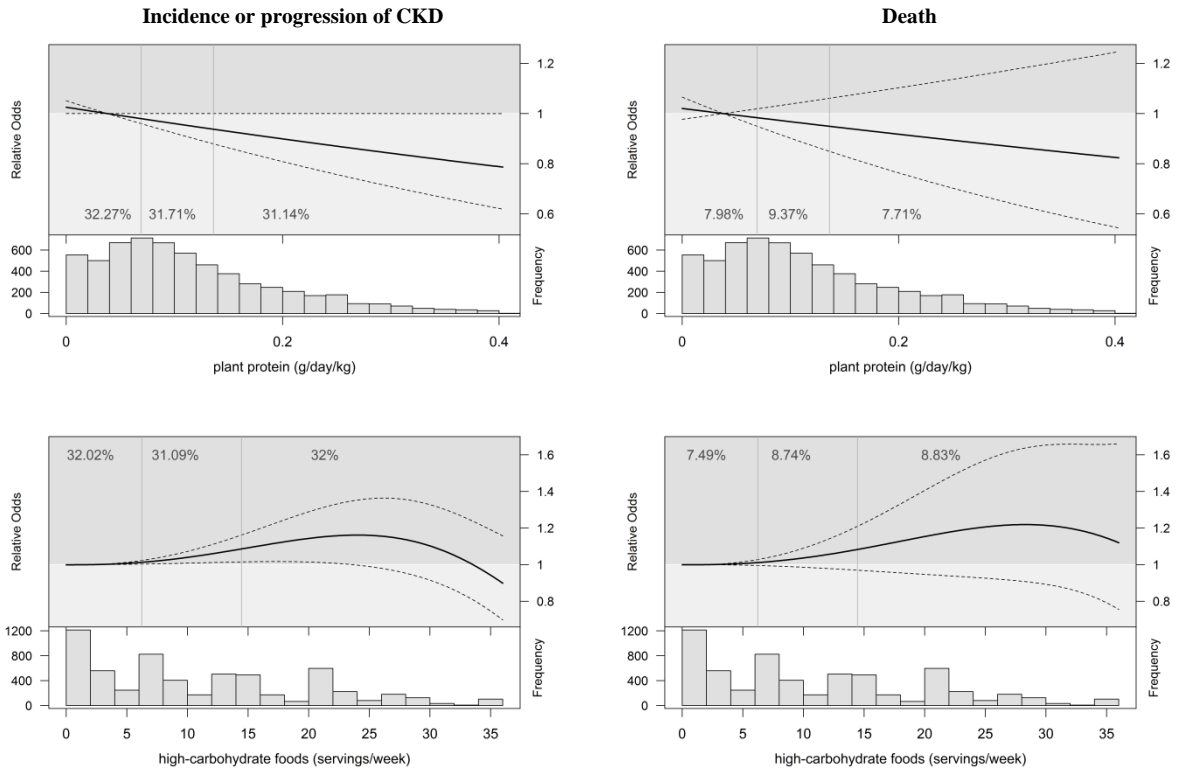 Incidence or progression of CKD
Death
Relative Odds
32.27% 31.71% 31.14%
1.2
1
0.8
0.6
600
400
200
0
Frequency
0 0.2 0.4
plant protein (g/day/kg)
Relative Odds
7.98% 9.37% 7.71%
1.2
1
0.8
0.6
600
400
200
0
Frequency
0 0.2 0.4
plant protein (g/day/kg)
Relative Odds
32.02% 31.09% 32%
1.6
1.4
1.2
1
0.8
1200
800
400
0
Frequency
0 5 10 15 20 25 30 35
high-carbohydrate foods (servings/week)
Relative Odds
7.49% 8.74% 8.83%
1.6
1.4
1.2
1
0.8
1200
800
400
0
Frequency
0 5 10 15 20 25 30 35
high-carbohydrate foods (servings/week)